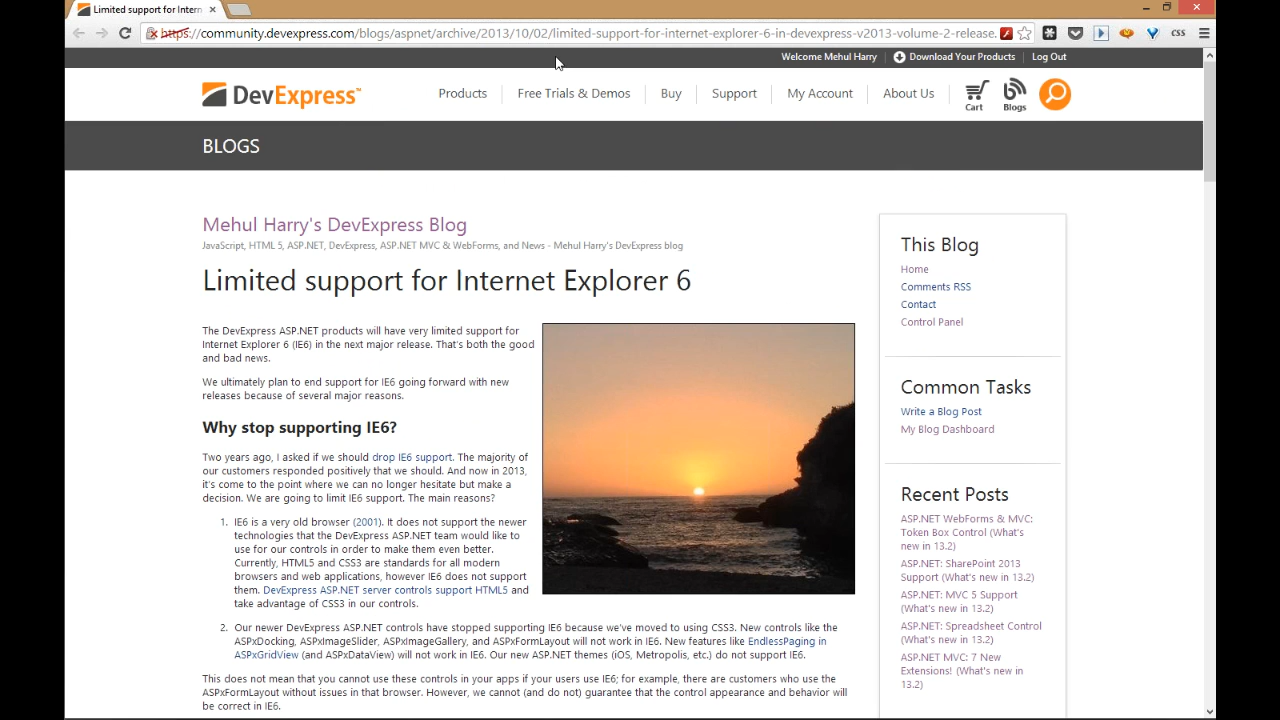 Limited support for Intern
https://community.devexpress.com/blogs/aspnet/archive/2013/10/02/limited-support-for-internet-explorer-6-in-devexpress-v2013-volume-2-release.
css
Welcome Mehul Harry
Download Your Products
Log Out
DevExpress™
Products
Free Trials & Demos
Buy
Support
My Account
About Us
Cart
Blogs
BLOGS
Mehul Harry's DevExpress Blog
JavaScript, HTML 5, ASP.NET, DevExpress, ASP.NET MVC & WebForms, and News - Mehul Harry's DevExpress blog
Limited support for Internet Explorer 6
The DevExpress ASP.NET products will have very limited support for
Internet Explorer 6 (IE6) in the next major release. That's both the good
and bad news.
We ultimately plan to end support for IE6 going forward with new
releases because of several major reasons.
Why stop supporting IE6?
Two years ago, I asked if we should drop IE6 support. The majority of
our customers responded positively that we should. And now in 2013,
it's come to the point where we can no longer hesitate but make a
decision. We are going to limit IE6 support. The main reasons?
1. IE6 is a very old browser (2001). It does not support the newer
technologies that the DevExpress ASP.NET team would like to
use for our controls in order to make them even better.
Currently, HTML5 and CSS3 are standards for all modern
browsers and web applications, however IE6 does not support
them. DevExpress ASP.NET server controls support HTML5 and
take advantage of CSS3 in our controls.
2. Our newer DevExpress ASP.NET controls have stopped supporting IE6 because we've moved to using CSS3. New controls like the
ASPxDocking, ASPxImageSlider, ASPxImageGallery, and ASPxFormLayout will not work in IE6. New features like EndlessPaging in
ASPxGridView (and ASPxDataView) will not work in IE6. Our new ASP.NET themes (iOS, Metropolis, etc.) do not support IE6.
This does not mean that you cannot use these controls in your apps if your users use IE6; for example, there are customers who use the
ASPxFormLayout without issues in that browser. However, we cannot (and do not) guarantee that the control appearance and behavior will
be correct in IE6.
This Blog
Home
Comments RSS
Contact
Control Panel
Common Tasks
Write a Blog Post
My Blog Dashboard
Recent Posts
ASP.NET WebForms & MVC:
Token Box Control (What's
new in 13.2)
ASP.NET: SharePoint 2013
Support (What's new in 13.2)
ASP.NET: MVC 5 Support
(What's new in 13.2)
ASP.NET: Spreadsheet Control
(What's new in 13.2)
ASP.NET MVC: 7 New
Extensions! (What's new in
13.2)